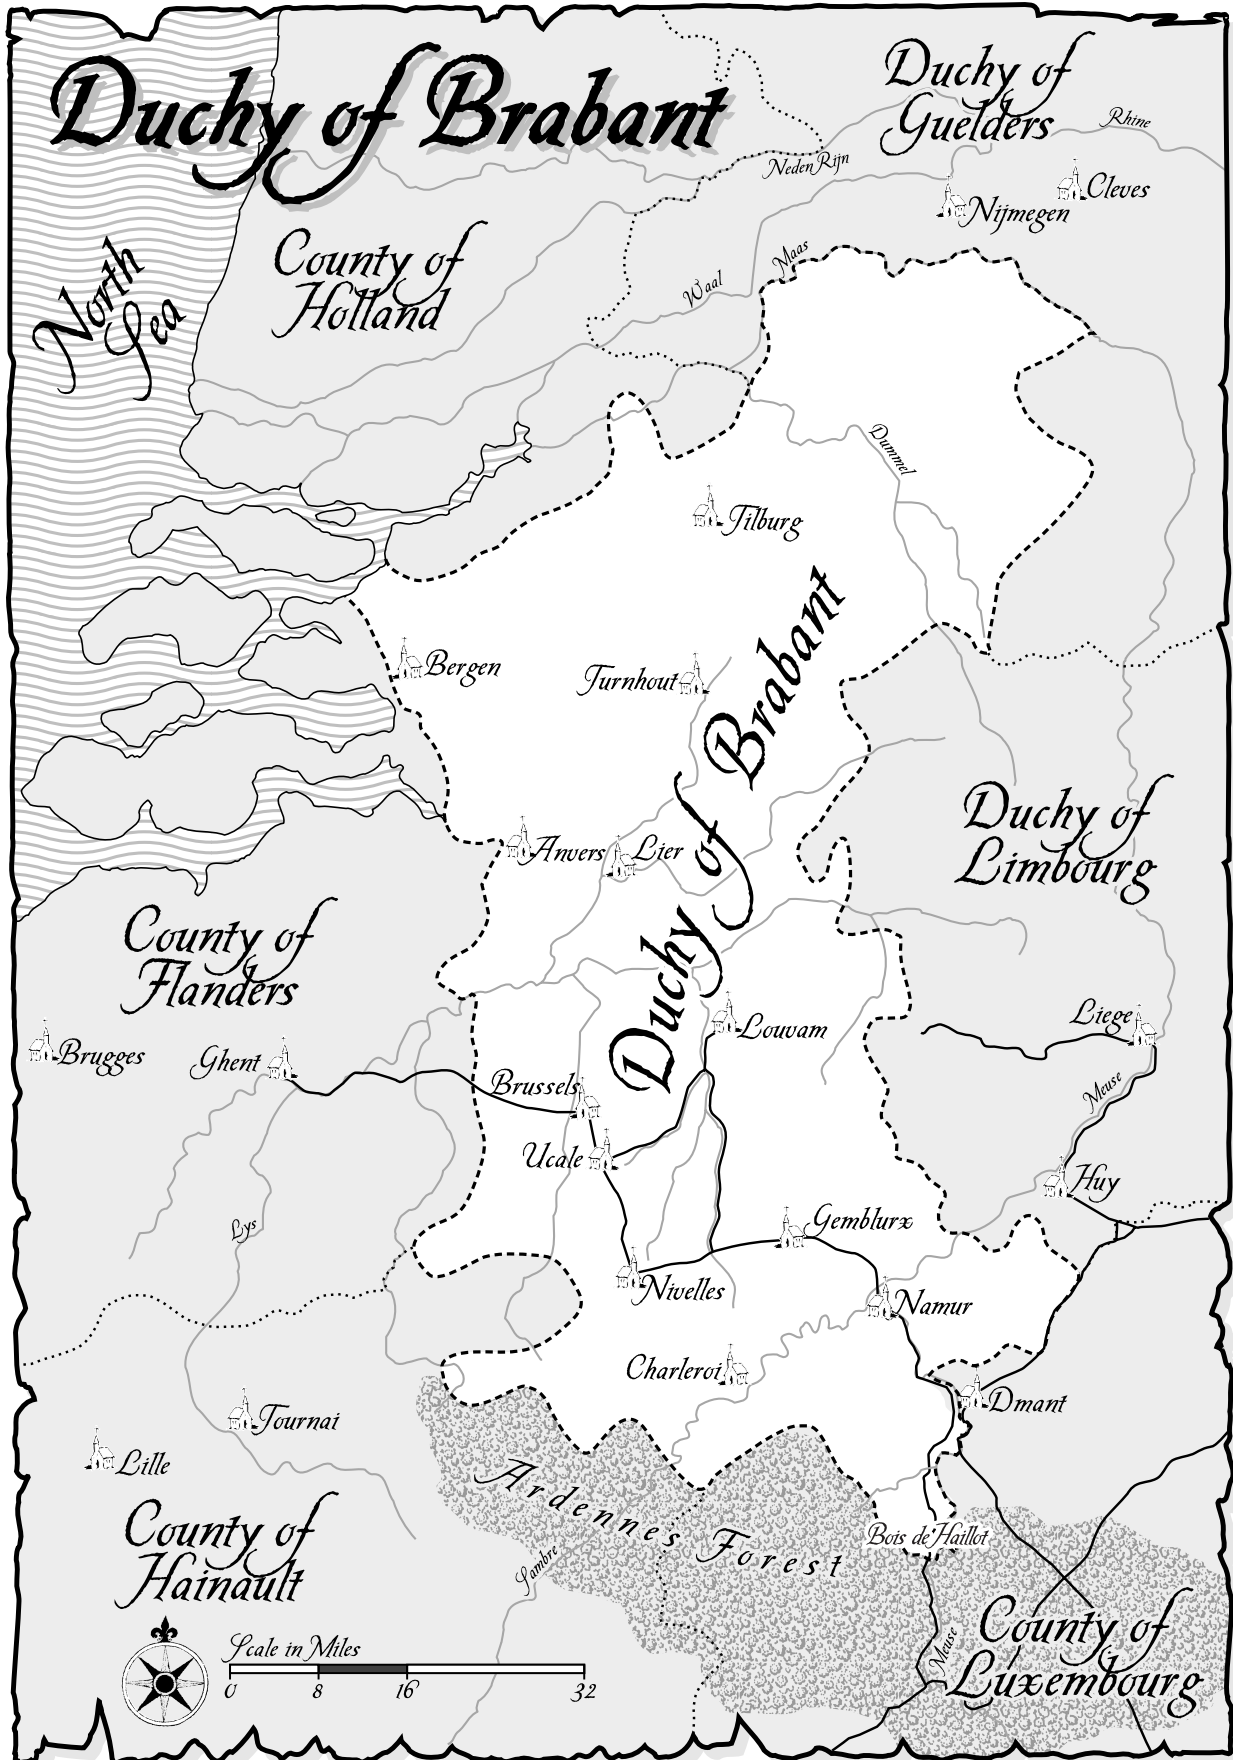 Duchy of Brabant
Duchy of
Guelders
Rhine
Neden Rijn
Cleves
Nijmegen
County of
Holland
North
Sea
Maas
Waal
Dummel
Tilburg
Bergen
Turnhout
Duchy of Brabant
Anvers
Lier
Duchy of
Limbourg
County of
Flanders
Brugges
Ghent
Louvam
Liege
Brussels
Meuse
Ucale
Huy
Lys
Gemblurx
Nivelles
Namur
Charleroi
Dmant
Tournai
Lille
Ardennes Forest
County of
Hainault
Bois de Haillot
Sambre
County of
Luxembourg
Meuse
Scale in Miles
0 8 16 32